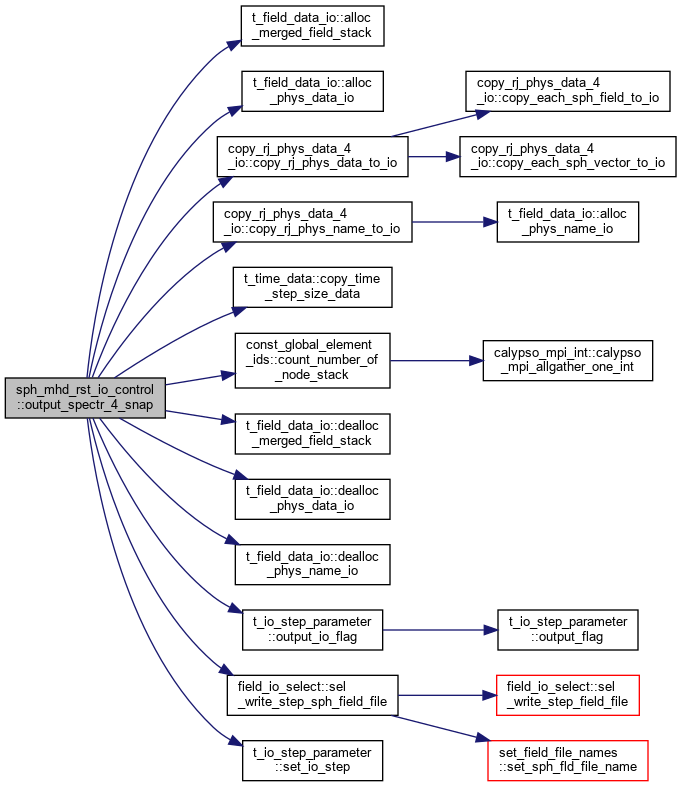 t_field_data_io::alloc
_merged_field_stack
t_field_data_io::alloc
_phys_data_io
copy_rj_phys_data_4
_io::copy_each_sph_field_to_io
copy_rj_phys_data_4
_io::copy_rj_phys_data_to_io
copy_rj_phys_data_4
_io::copy_each_sph_vector_to_io
copy_rj_phys_data_4
_io::copy_rj_phys_name_to_io
t_field_data_io::alloc
_phys_name_io
t_time_data::copy_time
_step_size_data
const_global_element
_ids::count_number_of
_node_stack
calypso_mpi_int::calypso
_mpi_allgather_one_int
sph_mhd_rst_io_control
::output_spectr_4_snap
t_field_data_io::dealloc
_merged_field_stack
t_field_data_io::dealloc
_phys_data_io
t_field_data_io::dealloc
_phys_name_io
t_io_step_parameter
::output_io_flag
t_io_step_parameter
::output_flag
field_io_select::sel
_write_step_sph_field_file
field_io_select::sel
_write_step_field_file
t_io_step_parameter
::set_io_step
set_field_file_names
::set_sph_fld_file_name